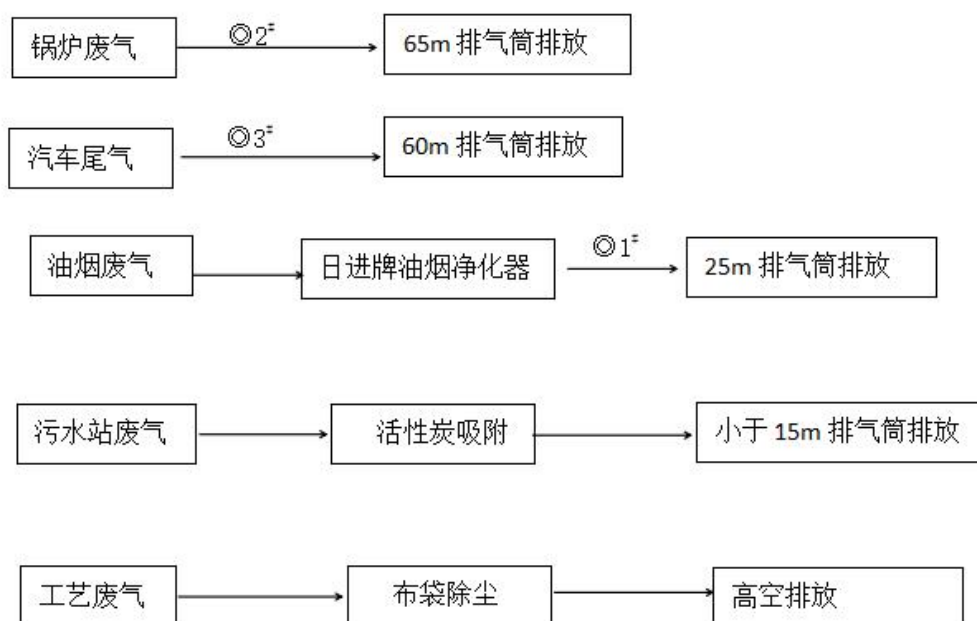 锅炉废气 ◎2# 65m 排气筒排放
汽车尾气 ◎3# 60m 排气筒排放
油烟废气 日进牌油烟净化器 ◎1# 25m 排气筒排放
污水站废气 活性炭吸附 小于 15m 排气筒排放
工艺废气 布袋除尘 高空排放